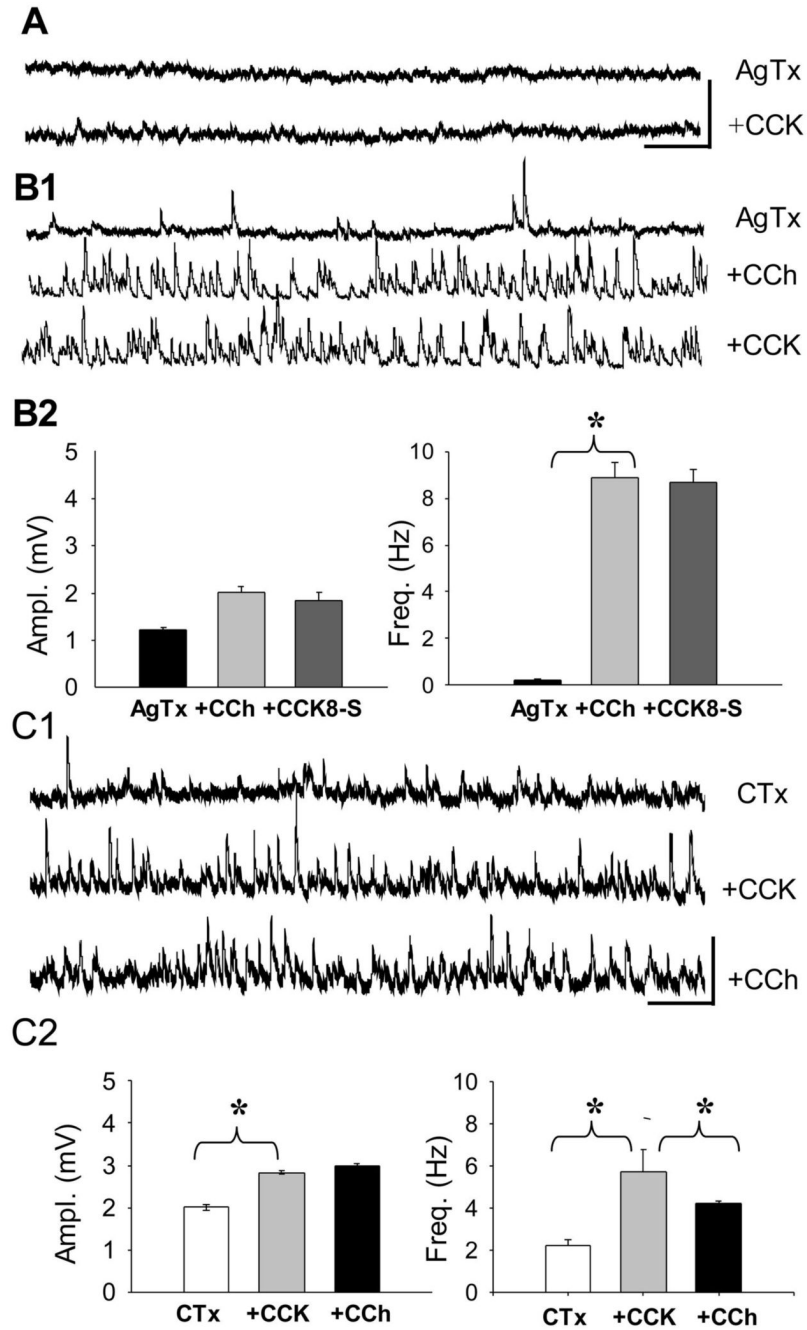 A
AgTx
+CCK
B1
AgTx
+CCh
+CCK
B2
*
5
4
3
2
1
0
Ampl. (mV)
AgTx +CCh +CCK8-S
10
8
6
4
2
0
Freq. (Hz)
AgTx +CCh +CCK8-S
C1
CTx
+CCK
+CCh
C2
5
4
3
2
1
0
Ampl. (mV)
*
CTx +CCK +CCh
10
8
6
4
2
0
Freq. (Hz)
* *
CTx +CCK +CCh